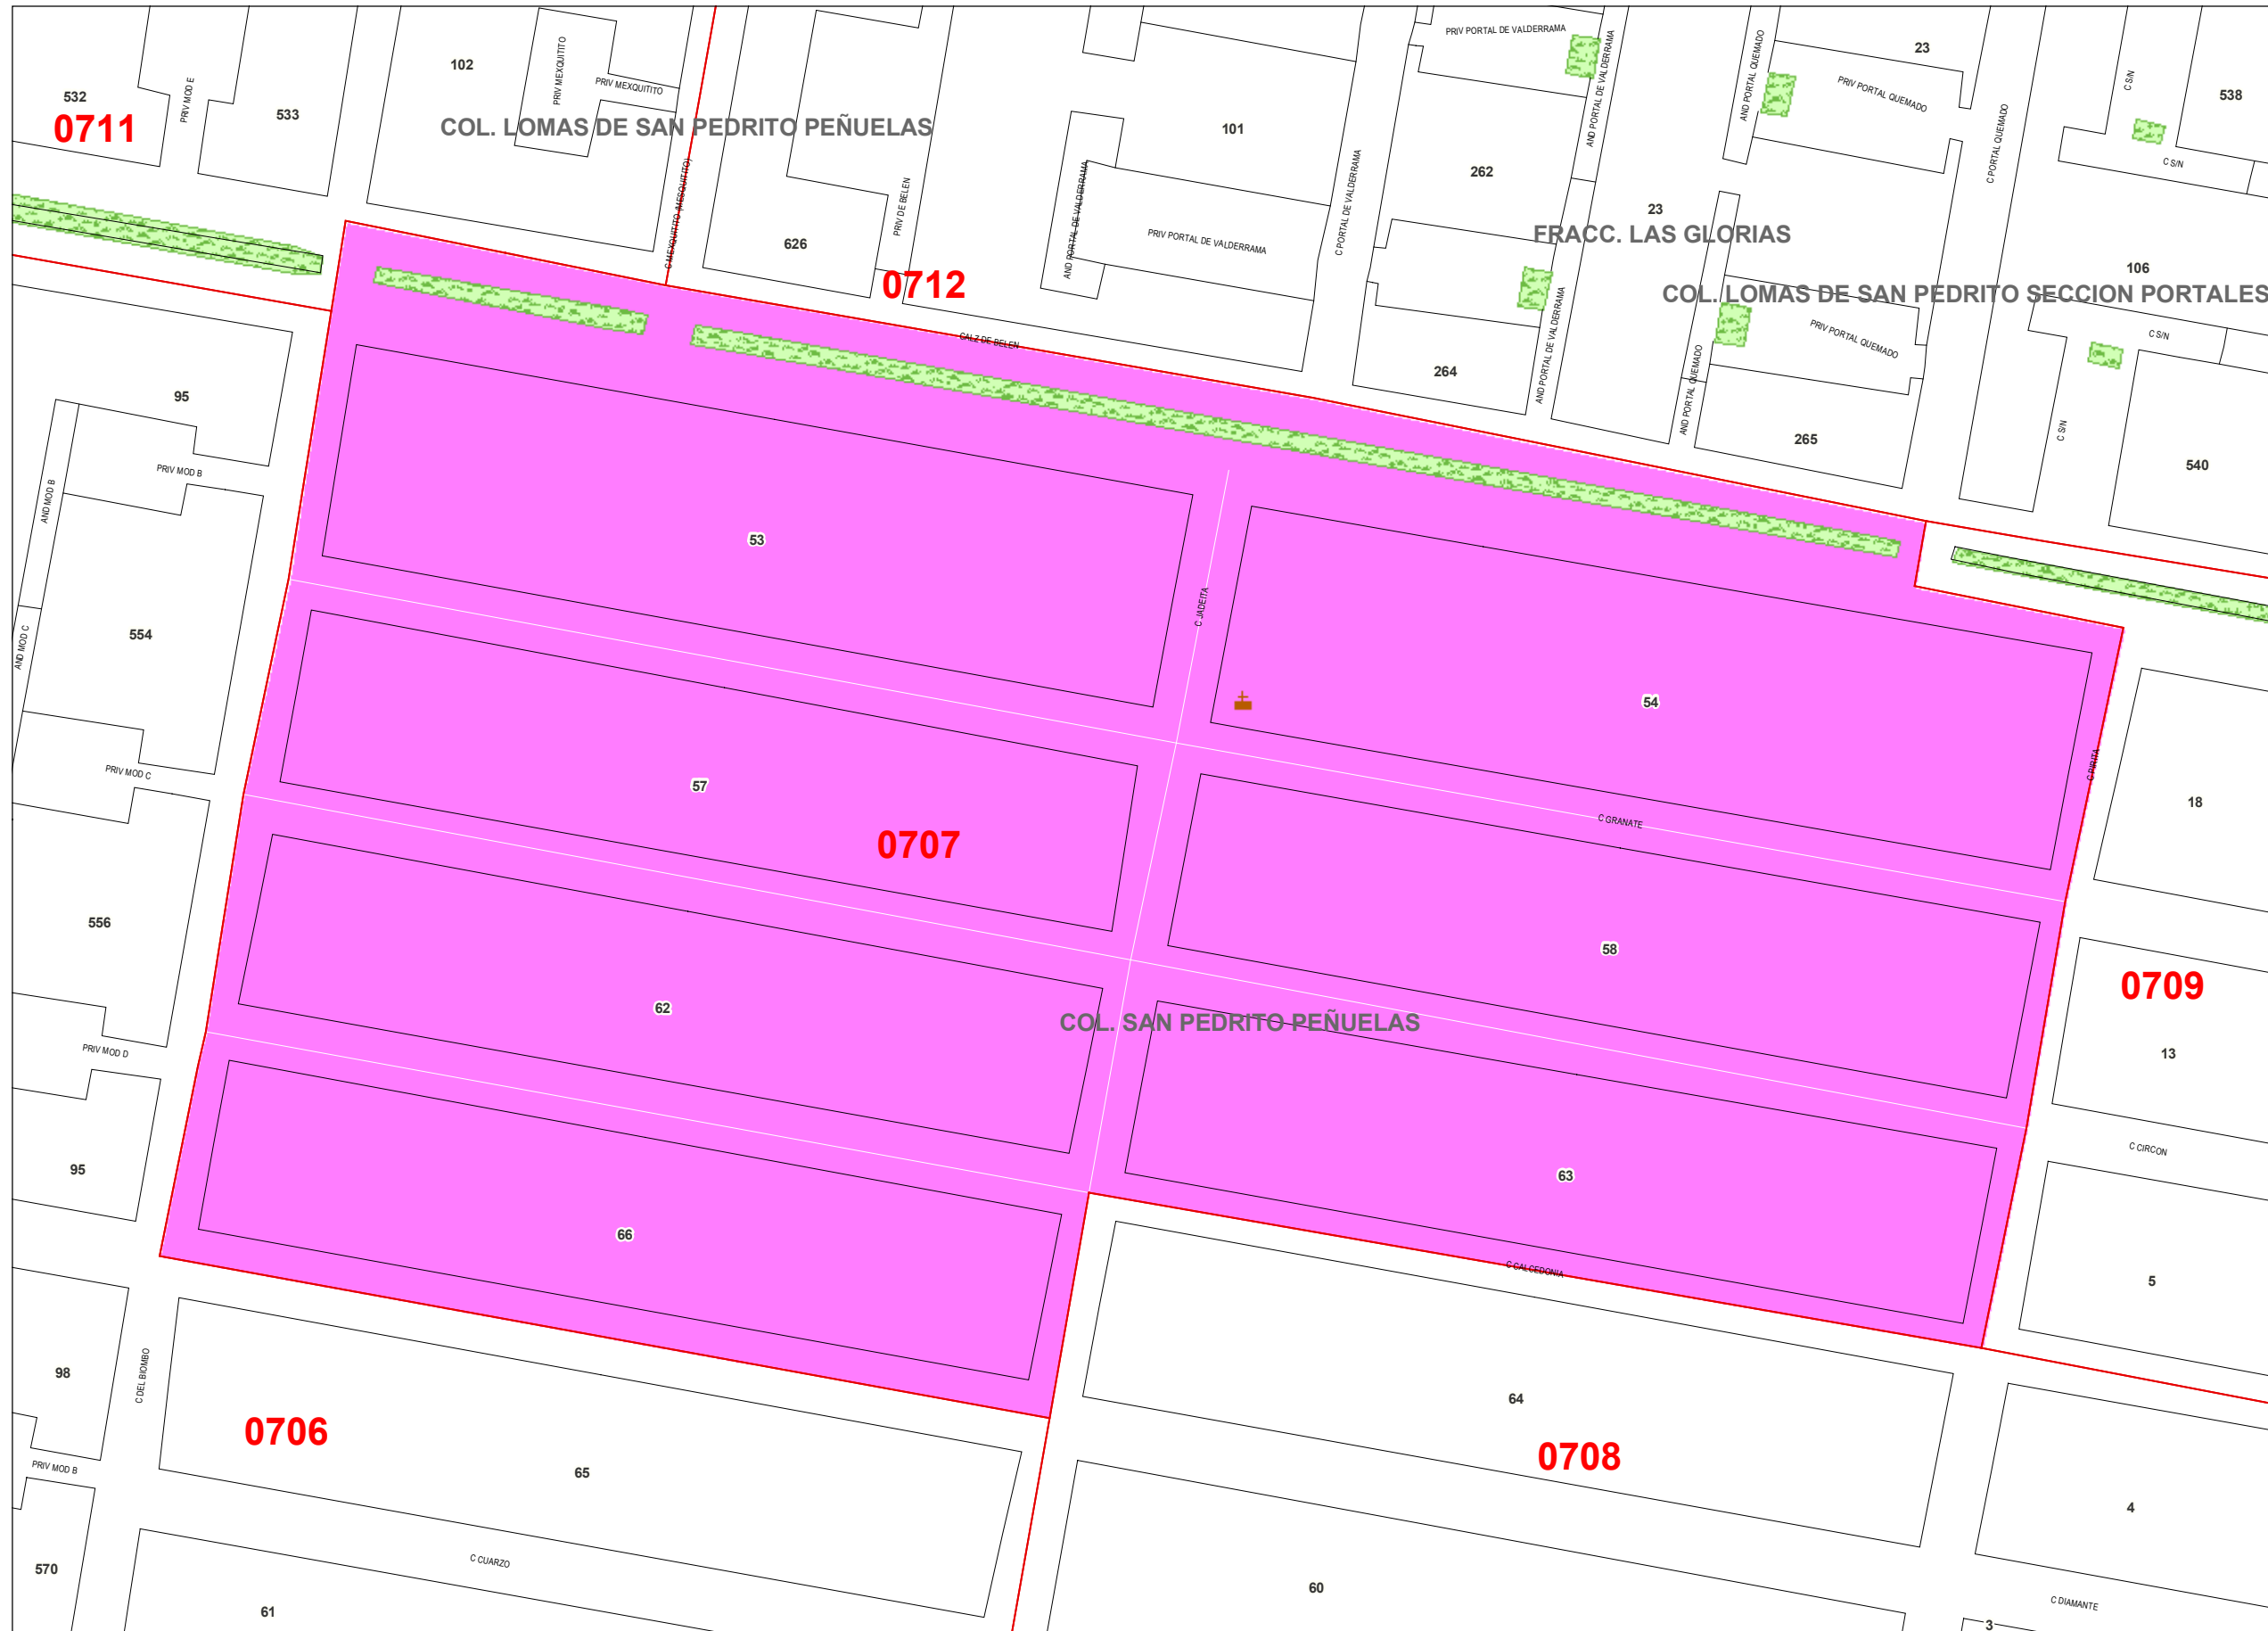 PRIV PORTAL DE VALDERRAMA
23
102
PRIV MEXQUITITO
PRIV MEXQUITITO
AND PORTAL DE VALDERRAMA
AND PORTAL QUEMADO
PRIV PORTAL QUEMADO
C S/N
538
532
PRIV MOD E
533
0711
COL. LOMAS DE SAN PEDRITO PEÑUELAS
101
C PORTAL QUEMADO
C S/N
262
C MEXQUITITO (MESQUITITO)
PRIV DE BELEN
AND PORTAL DE VALDERRAMA
C PORTAL DE VALDERRAMA
23
626
PRIV PORTAL DE VALDERRAMA
FRACC. LAS GLORIAS
106
0712
COL. LOMAS DE SAN PEDRITO SECCION PORTALES
CALZ DE BELEN
AND PORTAL DE VALDERRAMA
PRIV PORTAL QUEMADO
C S/N
264
AND PORTAL QUEMADO
95
265
C S/N
540
PRIV MOD B
AND MOD B
53
C JADEITA
554
AND MOD C
54
PRIV MOD C
57
C PIRITA
18
C GRANATE
0707
556
58
0709
62
COL. SAN PEDRITO PEÑUELAS
PRIV MOD D
13
95
63
C CIRCON
66
C CALCEDONIA
5
98
C DEL BIOMBO
64
0706
0708
PRIV MOD B
65
4
C CUARZO
570
60
61
C DIAMANTE
3